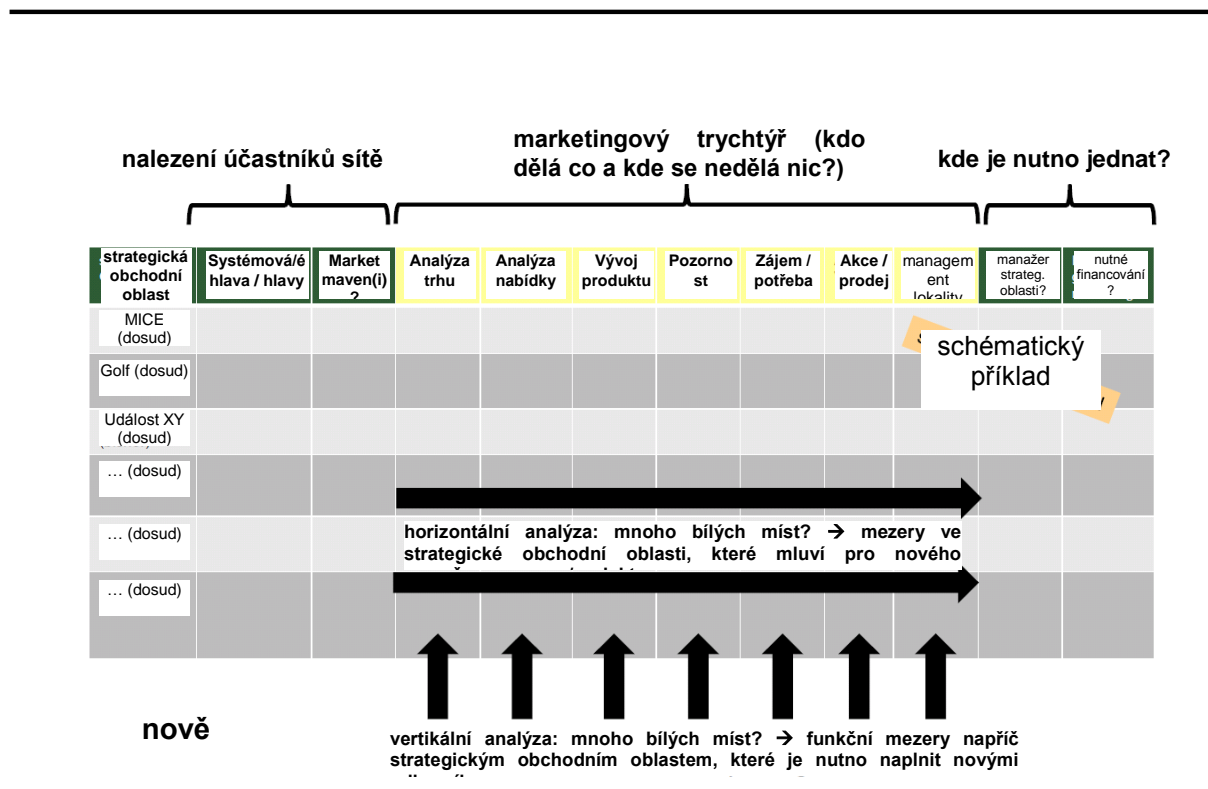 nalezení účastníků sítě
marketingový trychtýř (kdo
dělá co a kde se nedělá nic?)
kde je nutno jednat?
strategická
obchodní
oblast
Systémová/é
hlava / hlavy
Market
maven(i)
?
Analýza
trhu
Analýza
nabídky
Vývoj
produktu
Pozorno
st
Zájem /
potřeba
Akce /
prodej
managem
ent
lokality
manažer
strateg.
oblasti?
nutné
financování
?
MICE
(dosud)
schématický
příklad
Golf (dosud)
Událost XY
(dosud)
… (dosud)
… (dosud)
horizontální analýza: mnoho bílých míst? → mezery ve
strategické obchodní oblasti, které mluví pro nového
… (dosud)
nově
vertikální analýza: mnoho bílých míst? → funkční mezery napříč
strategickým obchodním oblastem, které je nutno naplnit novými